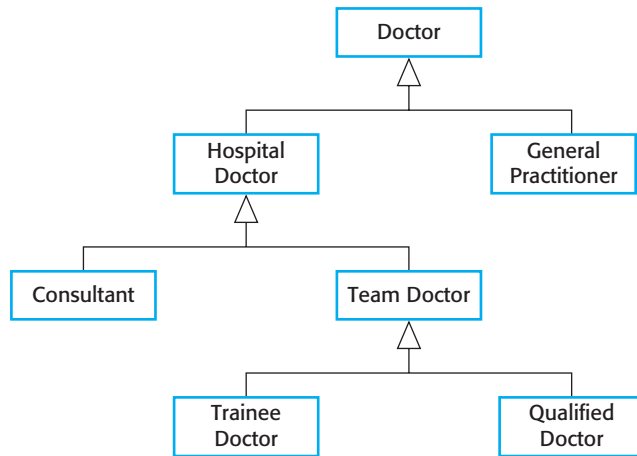 Doctor
Hospital
Doctor
General
Practitioner
Consultant
Team Doctor
Trainee
Doctor
Qualified
Doctor